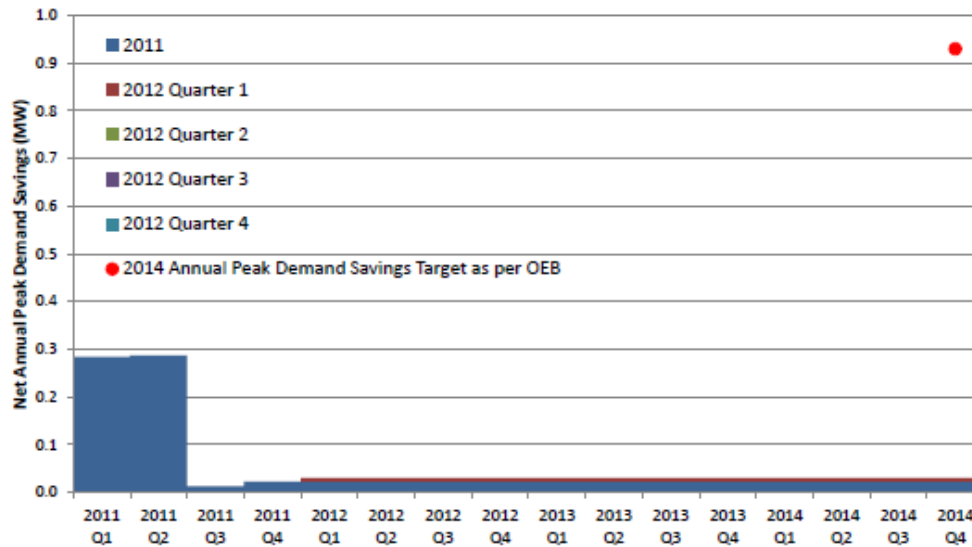 Net Annual Peak Demand Savings (MW)
1.0
0.9
0.8
0.7
0.6
0.5
0.4
0.3
0.2
0.1
0.0
2011
2012 Quarter 1
2012 Quarter 2
2012 Quarter 3
2012 Quarter 4
2014 Annual Peak Demand Savings Target as per OEB
2011 2011 2011 2011 2012 2012 2012 2012 2013 2013 2013 2013 2014 2014 2014 2014
Q1 Q2 Q3 Q4 Q1 Q2 Q3 Q4 Q1 Q2 Q3 Q4 Q1 Q2 Q3 Q4